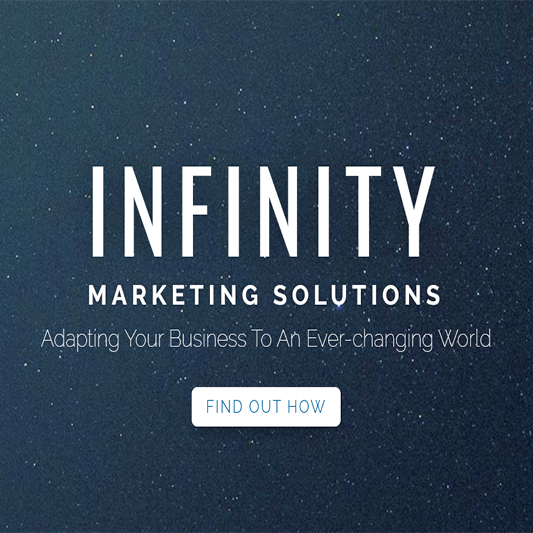 INFINITY
MARKETING SOLUTIONS
Adapting Your Business To An Ever-changing World
FIND OUT HOW